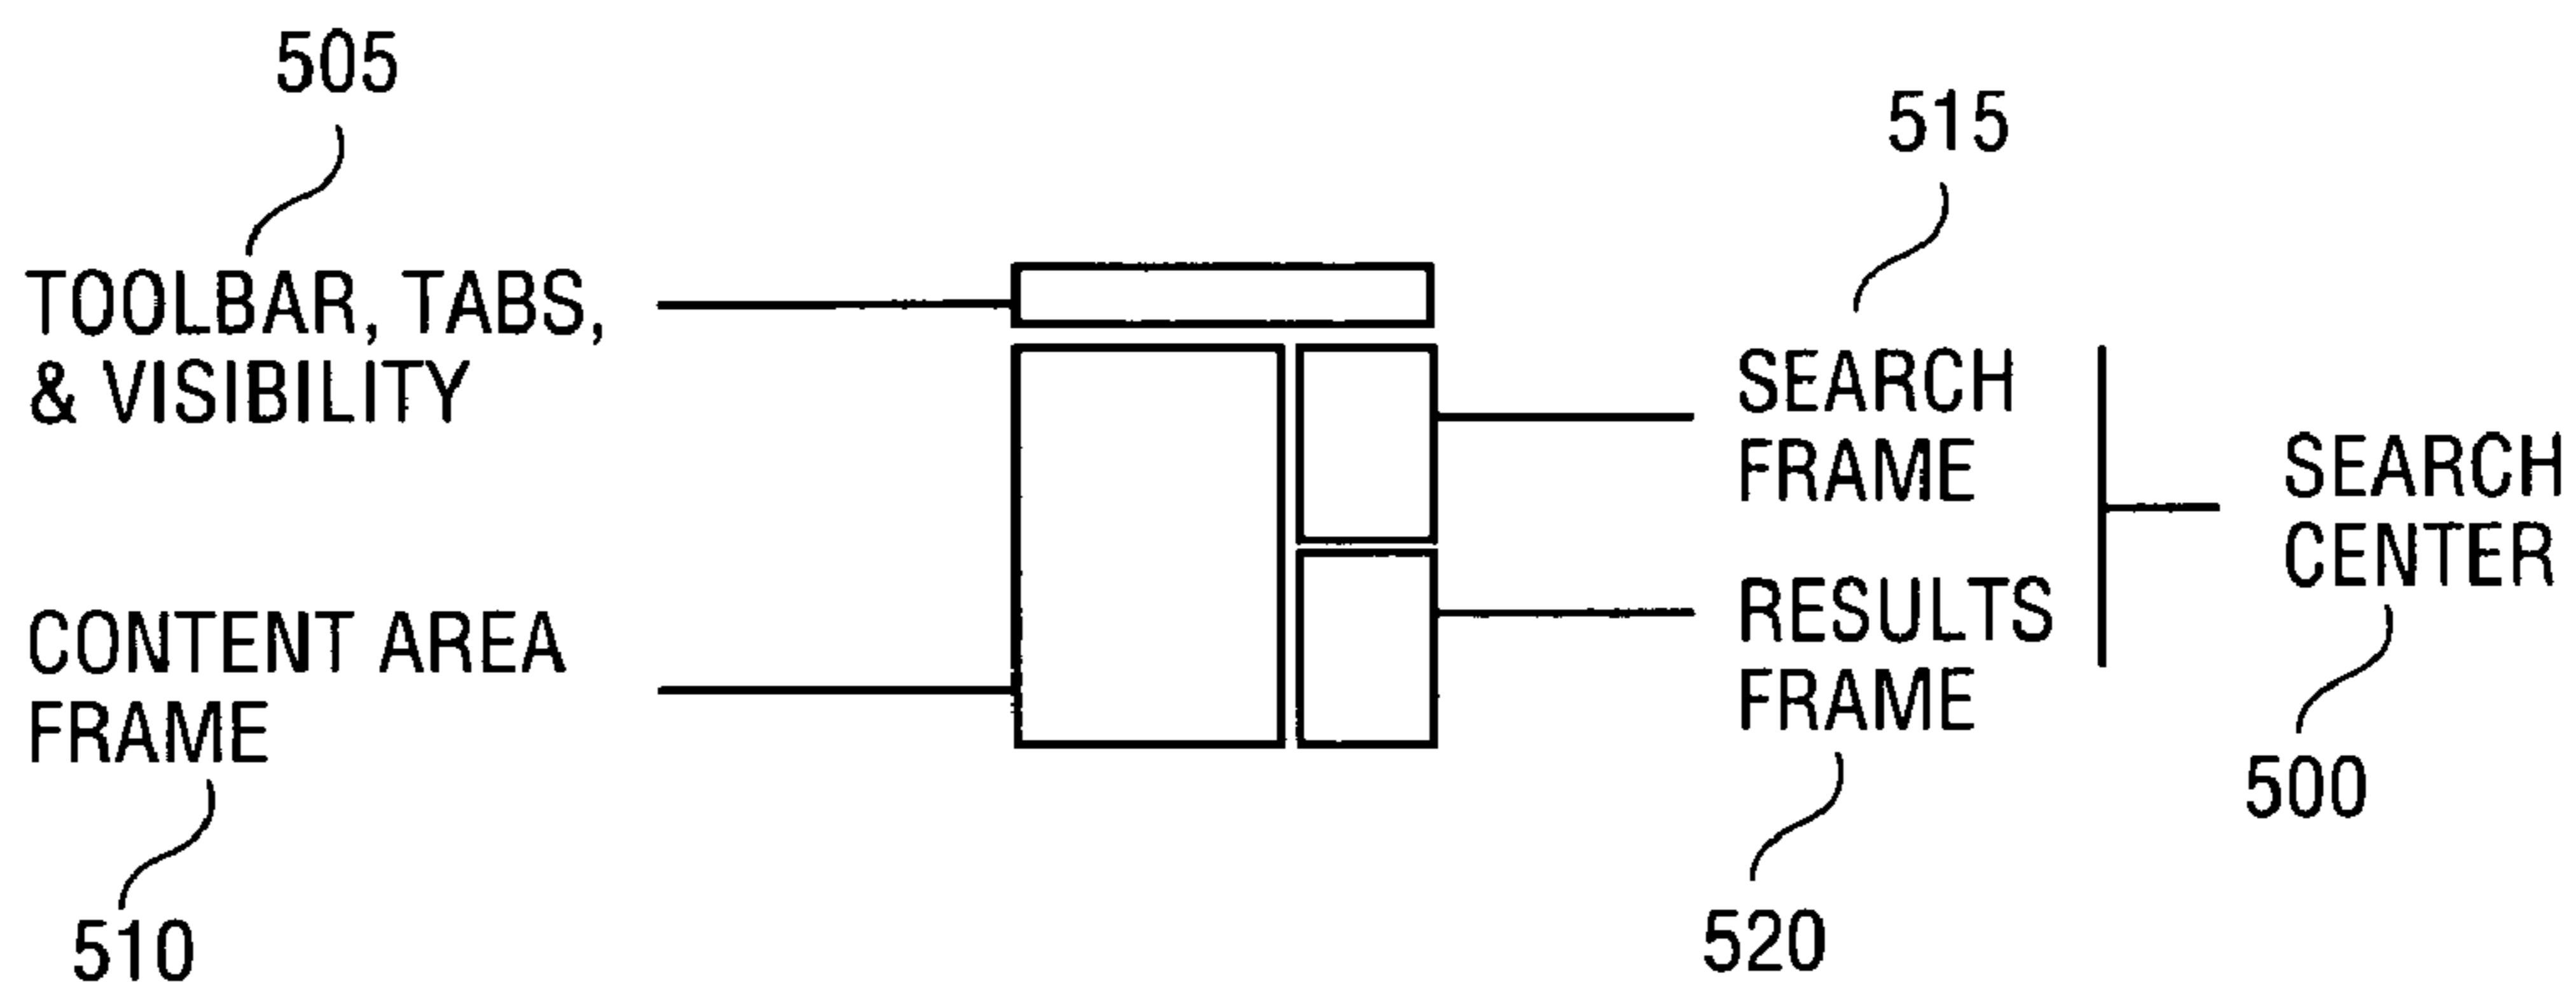 505
TOOLBAR, TABS,
& VISIBILITY
CONTENT AREA
FRAME
510
515
SEARCH
FRAME
RESULTS
FRAME
520
SEARCH
CENTER
500